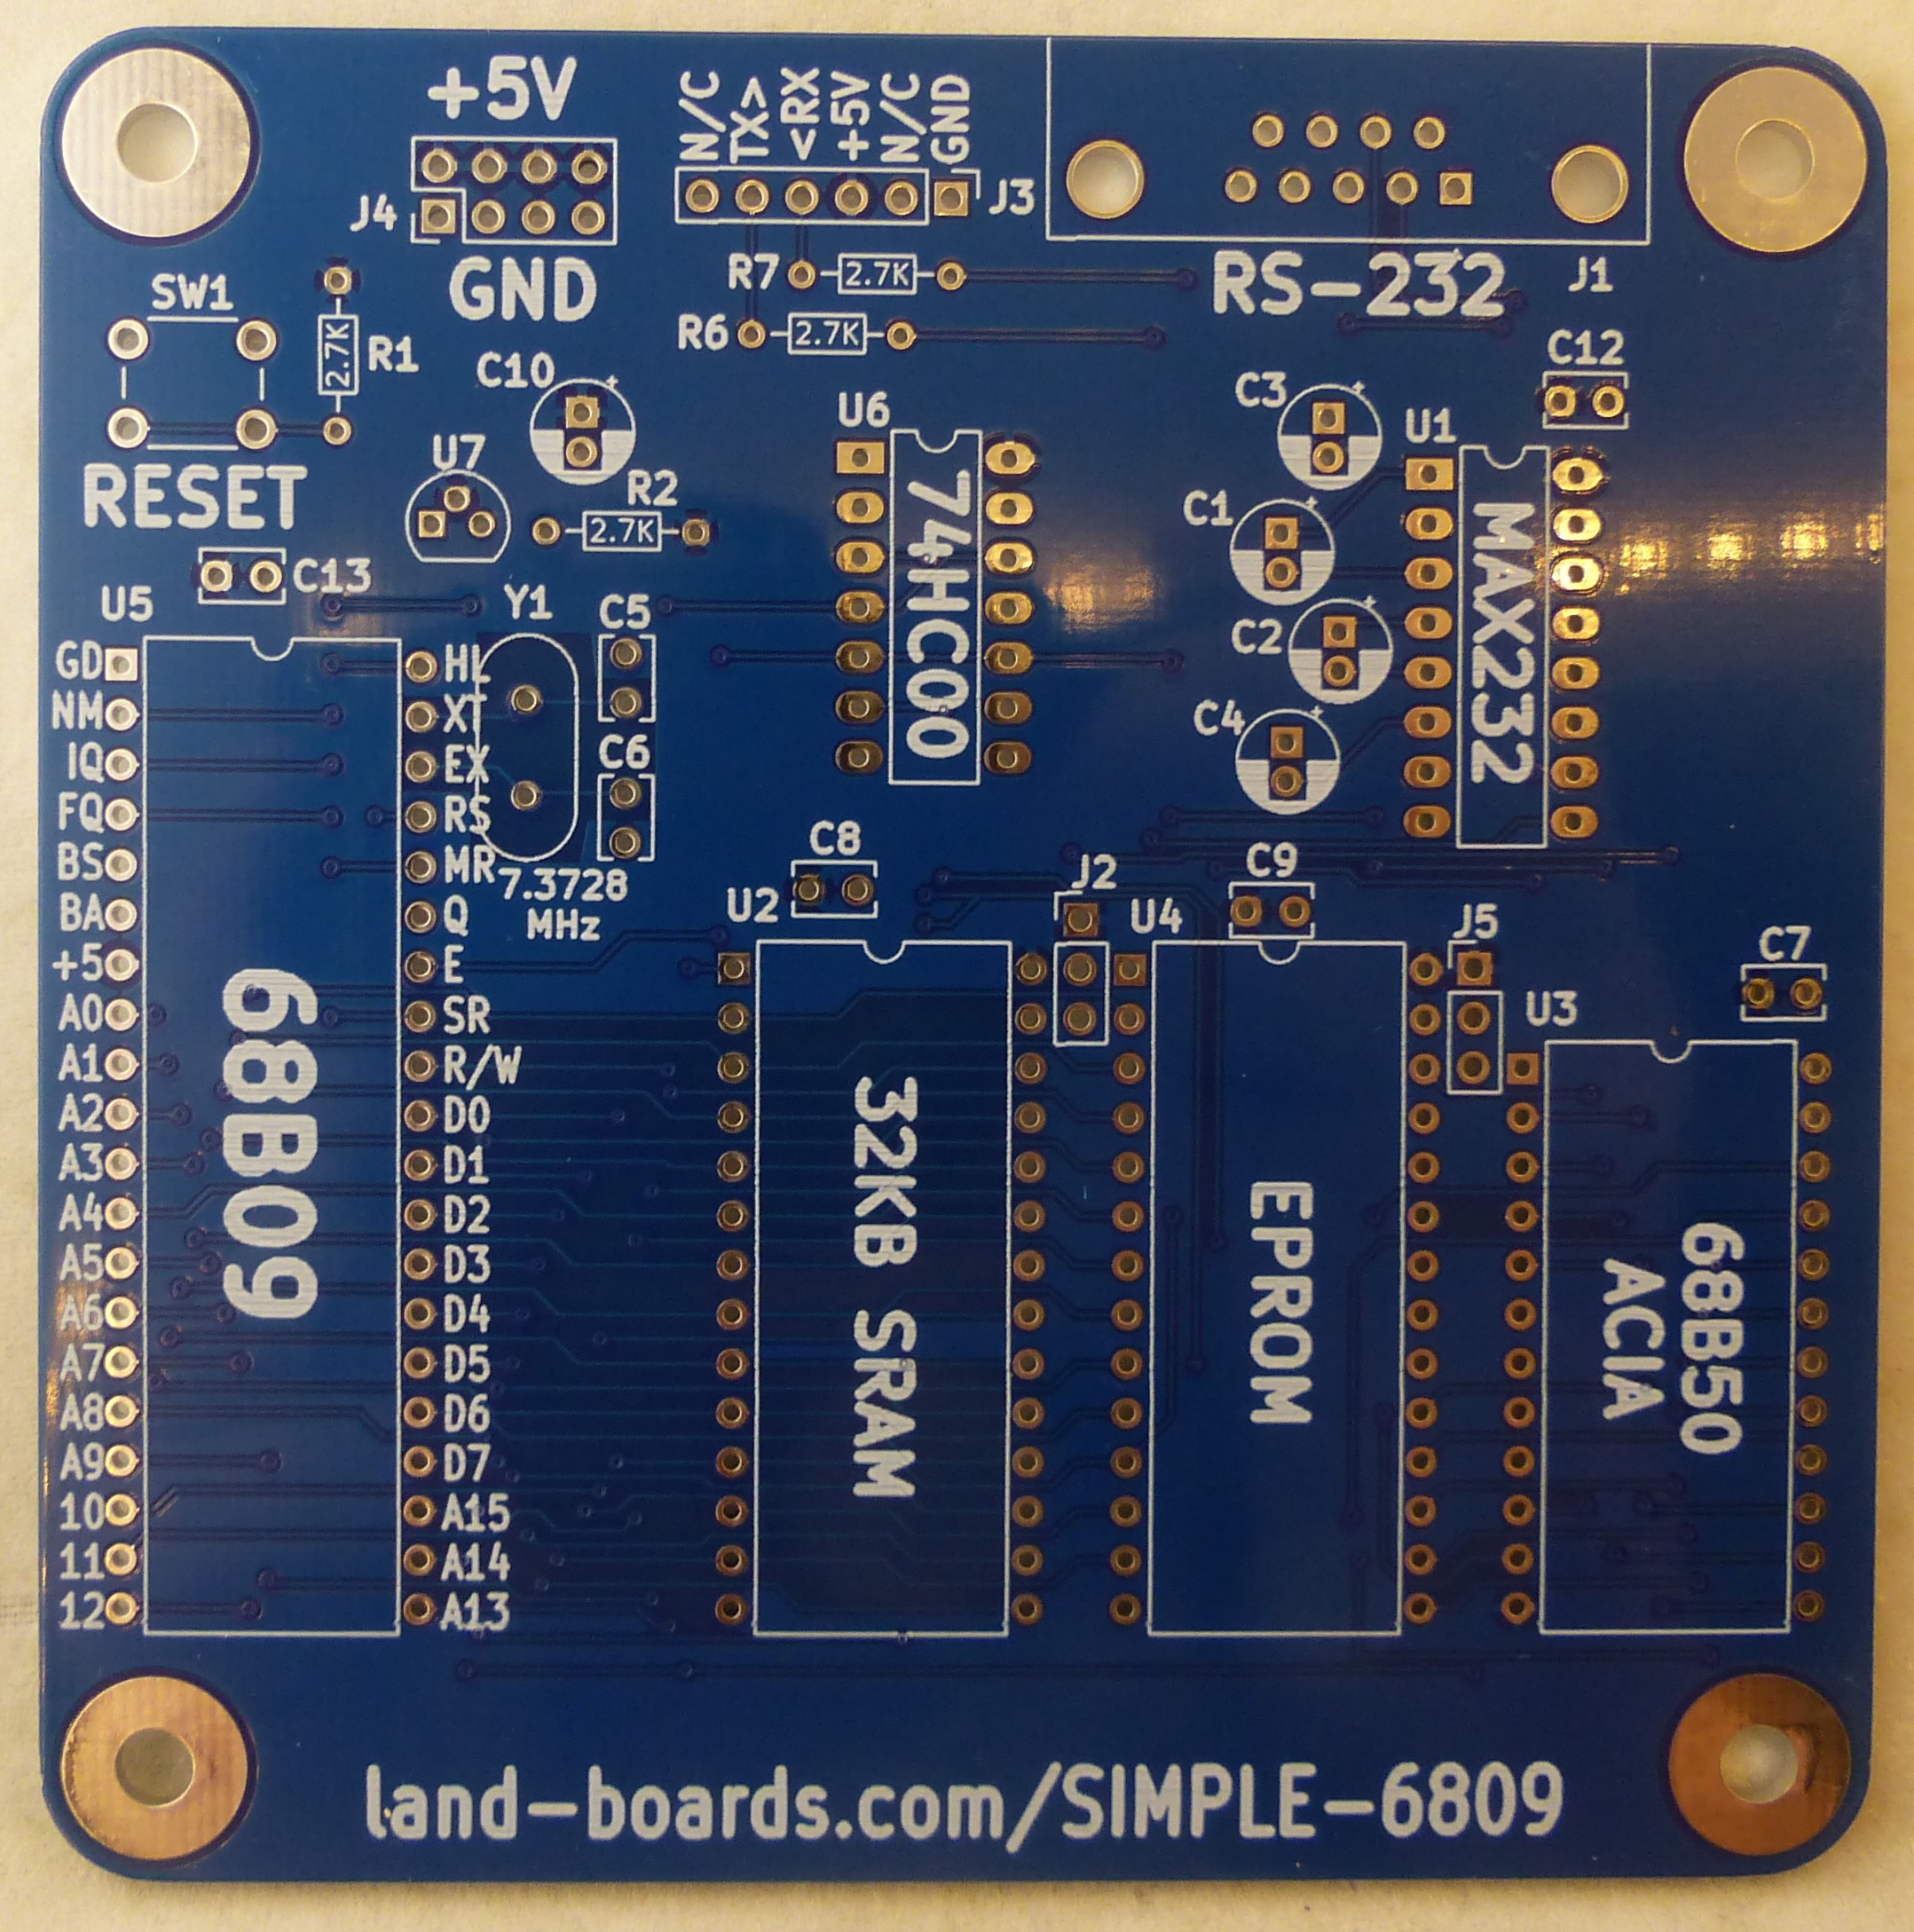 +5V
N/C
TX>
<RX
+5V
N/C
GND
J4
J3
GND
R7 2.7K
RS-232
J1
SW1
R6 2.7K
2.7K
R1
C10
+
C12
C3
+
U6
U1
RESET
U7
R2
2.7K
74HC00
MAX232
C1
+
C13
U5
Y1
C5
C2
+
C6
C4
+
7.3728
MHz
C8
C9
J2
U2
U4
J5
C7
U3
GD
NM
IQ
FQ
BS
BA
+5
A0
A1
A2
A3
A4
A5
A6
A7
A8
A9
10
11
12
68B09
HL
XT
EX
RS
MR
Q
E
SR
R/W
D0
D1
D2
D3
D4
D5
D6
D7
A15
A14
A13
32KB SRAM
EPROM
68B50
ACIA
land-boards.com/SIMPLE-6809